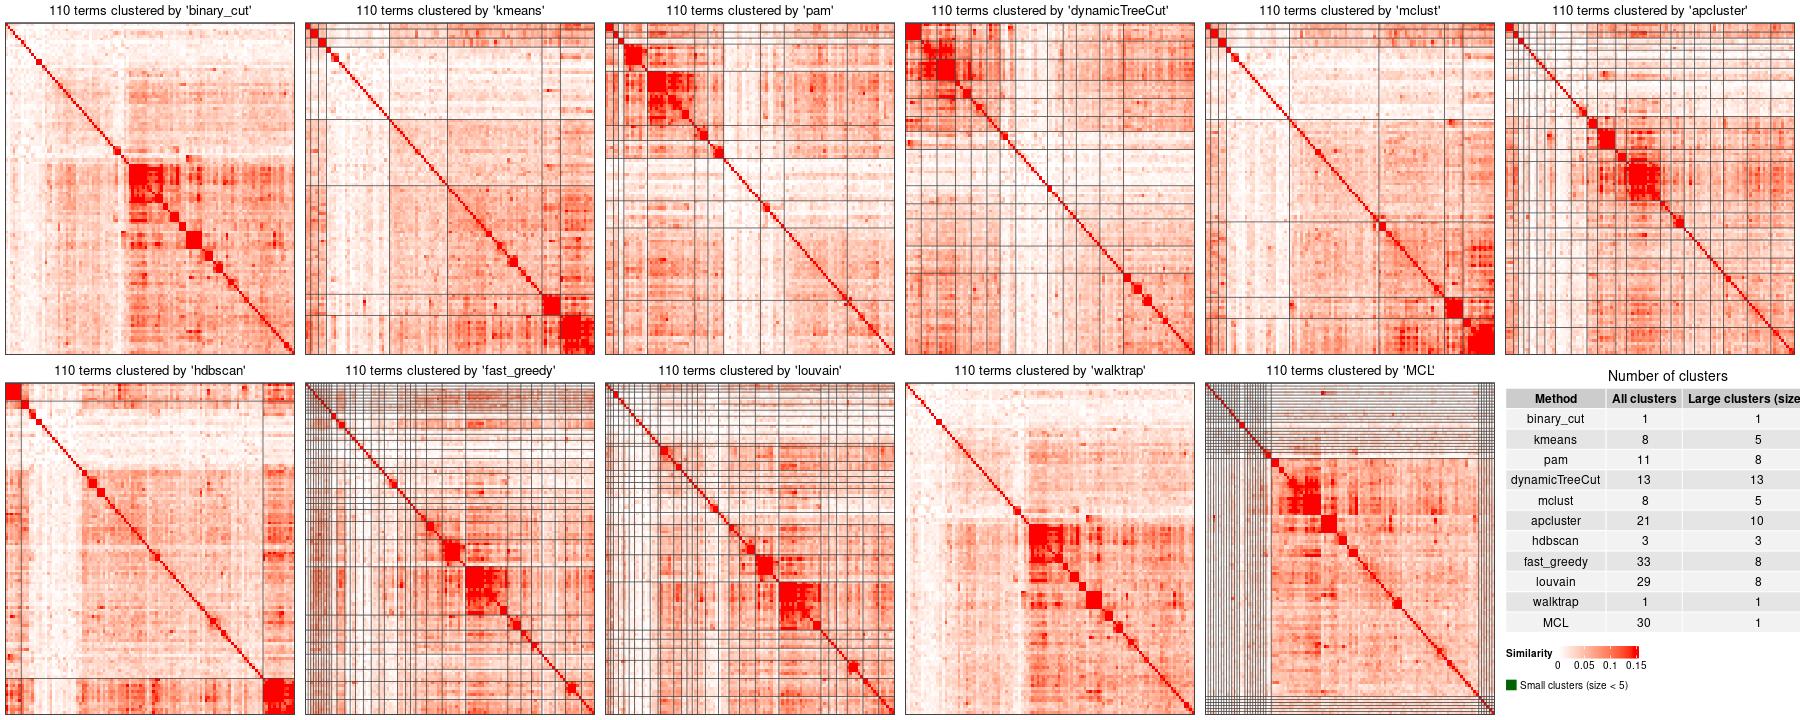 110 terms clustered by 'binary_cut'
110 terms clustered by 'kmeans'
110 terms clustered by 'pam'
110 terms clustered by 'dynamicTreeCut'
110 terms clustered by 'mclust'
110 terms clustered by 'apcluster'
110 terms clustered by 'hdbscan'
110 terms clustered by 'fast_greedy'
110 terms clustered by 'louvain'
110 terms clustered by 'walktrap'
110 terms clustered by 'MCL'
Number of clusters
Method All clusters Large clusters (size
binary_cut 1 1
kmeans 8 5
pam 11 8
dynamicTreeCut 13 13
mclust 8 5
apcluster 21 10
hdbscan 3 3
fast_greedy 33 8
louvain 29 8
walktrap 1 1
MCL 30 1
Similarity
0 0.05 0.1 0.15
Small clusters (size < 5)